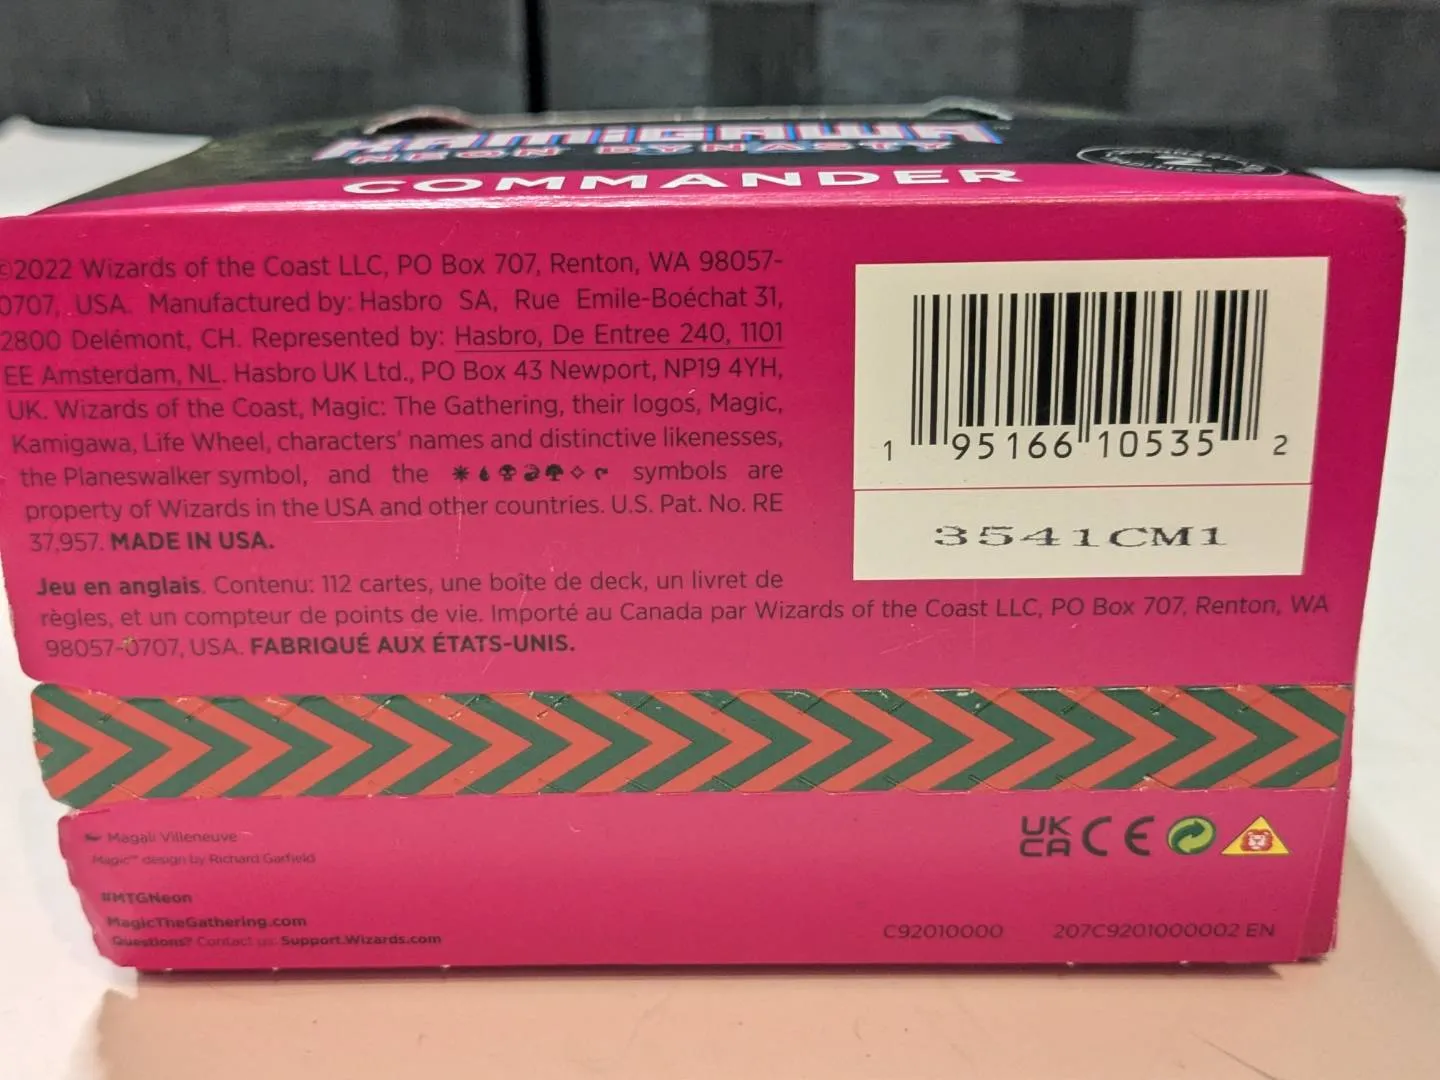 KAMIGAWA
NEON DYNASTY
COMMANDER
2
©2022 Wizards of the Coast LLC, PO Box 707, Renton, WA 98057-
0707, USA. Manufactured by: Hasbro SA, Rue Emile-Boéchat 31,
2800 Delémont, CH. Represented by: Hasbro, De Entree 240, 1101
EE Amsterdam, NL. Hasbro UK Ltd., PO Box 43 Newport, NP19 4YH,
UK. Wizards of the Coast, Magic: The Gathering, their logos, Magic,
Kamigawa, Life Wheel, characters' names and distinctive likenesses,
the Planeswalker symbol, and the symbols are
property of Wizards in the USA and other countries. U.S. Pat. No. RE
37,957. MADE IN USA.
Jeu en anglais. Contenu: 112 cartes, une boîte de deck, un livret de
règles, et un compteur de points de vie. Importé au Canada par Wizards of the Coast LLC, PO Box 707, Renton, WA
98057-0707, USA. FABRIQUÉ AUX ÉTATS-UNIS.
1 95166 10535 2
3541CM1
Magali Villeneuve
Magic™ design by Richard Garfield
#MTGNeon
MagicTheGathering.com
Questions? Contact us: Support.Wizards.com
UK
CA CE
C92010000 207C9201000002 EN